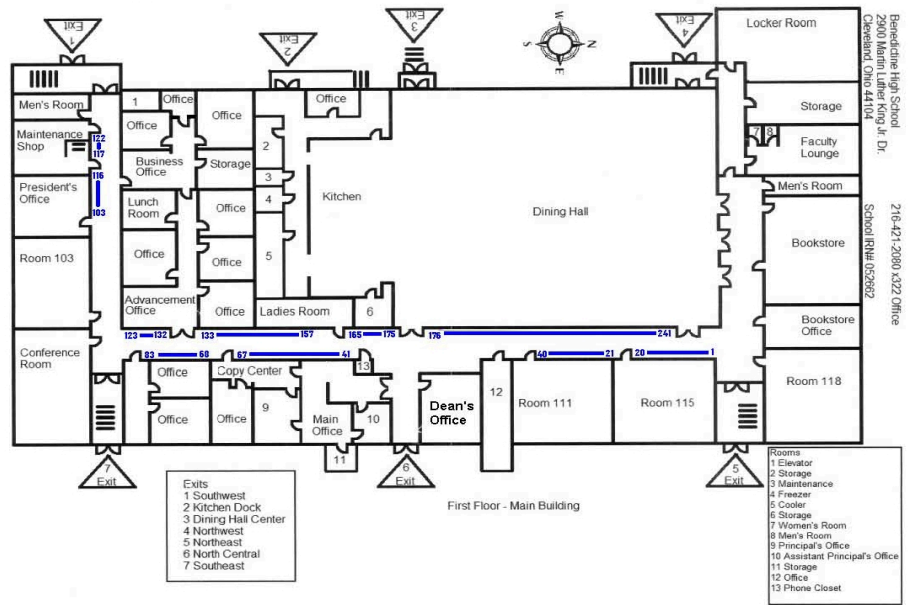 Exit
1
Exit
2
Exit
3
Exit
4
W
S
N
E
Benedictine High School
2900 Martin Luther King Jr. Dr.
Cleveland, Ohio 44104
216-421-2080 x322 Office
School IRN# 052662
Locker Room
Storage
7 8
Faculty
Lounge
Men's Room
Bookstore
Bookstore
Office
Room 118
Men's Room
Maintenance
Shop
President's
Office
Room 103
Conference
Room
122
8
117
116
103
1
Office
Office
Office
Office
Business
Office
Storage
2
3
4
5
Lunch
Room
Office
Office
Office
Advancement
Office
Office
Ladies Room
6
Kitchen
Dining Hall
123 132 133 157 165 175 176 241
83 68 67 41 40 21 20 1
Office
Copy Center
13
Office
Office
9
Main
Office
10
11
Dean's
Office
12
Room 111
Room 115
7
Exit
6
Exit
5
Exit
First Floor - Main Building
Exits
1 Southwest
2 Kitchen Dock
3 Dining Hall Center
4 Northwest
5 Northeast
6 North Central
7 Southeast
Rooms
1 Elevator
2 Storage
3 Maintenance
4 Freezer
5 Cooler
6 Storage
7 Women's Room
8 Men's Room
9 Principal's Office
10 Assistant Principal's Office
11 Storage
12 Office
13 Phone Closet